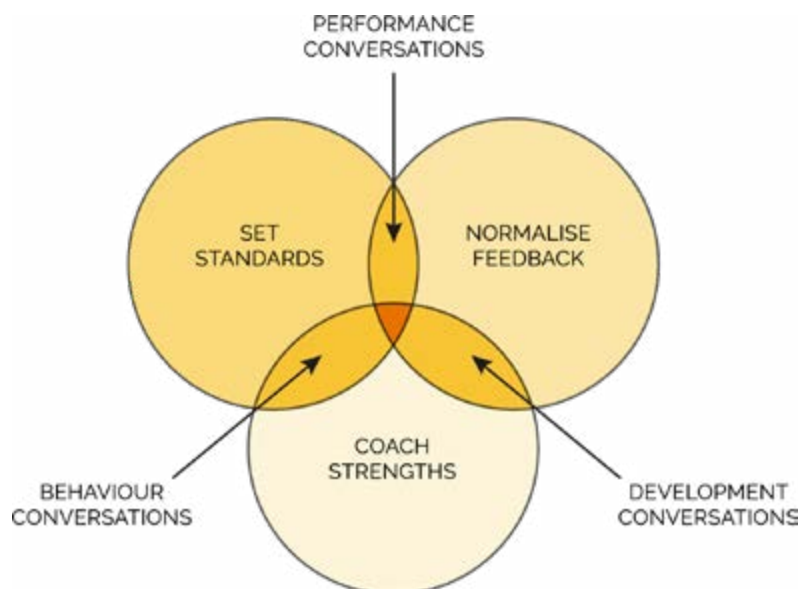 PERFORMANCE
CONVERSATIONS
SET
STANDARDS
NORMALISE
FEEDBACK
COACH
STRENGTHS
BEHAVIOUR
CONVERSATIONS
DEVELOPMENT
CONVERSATIONS